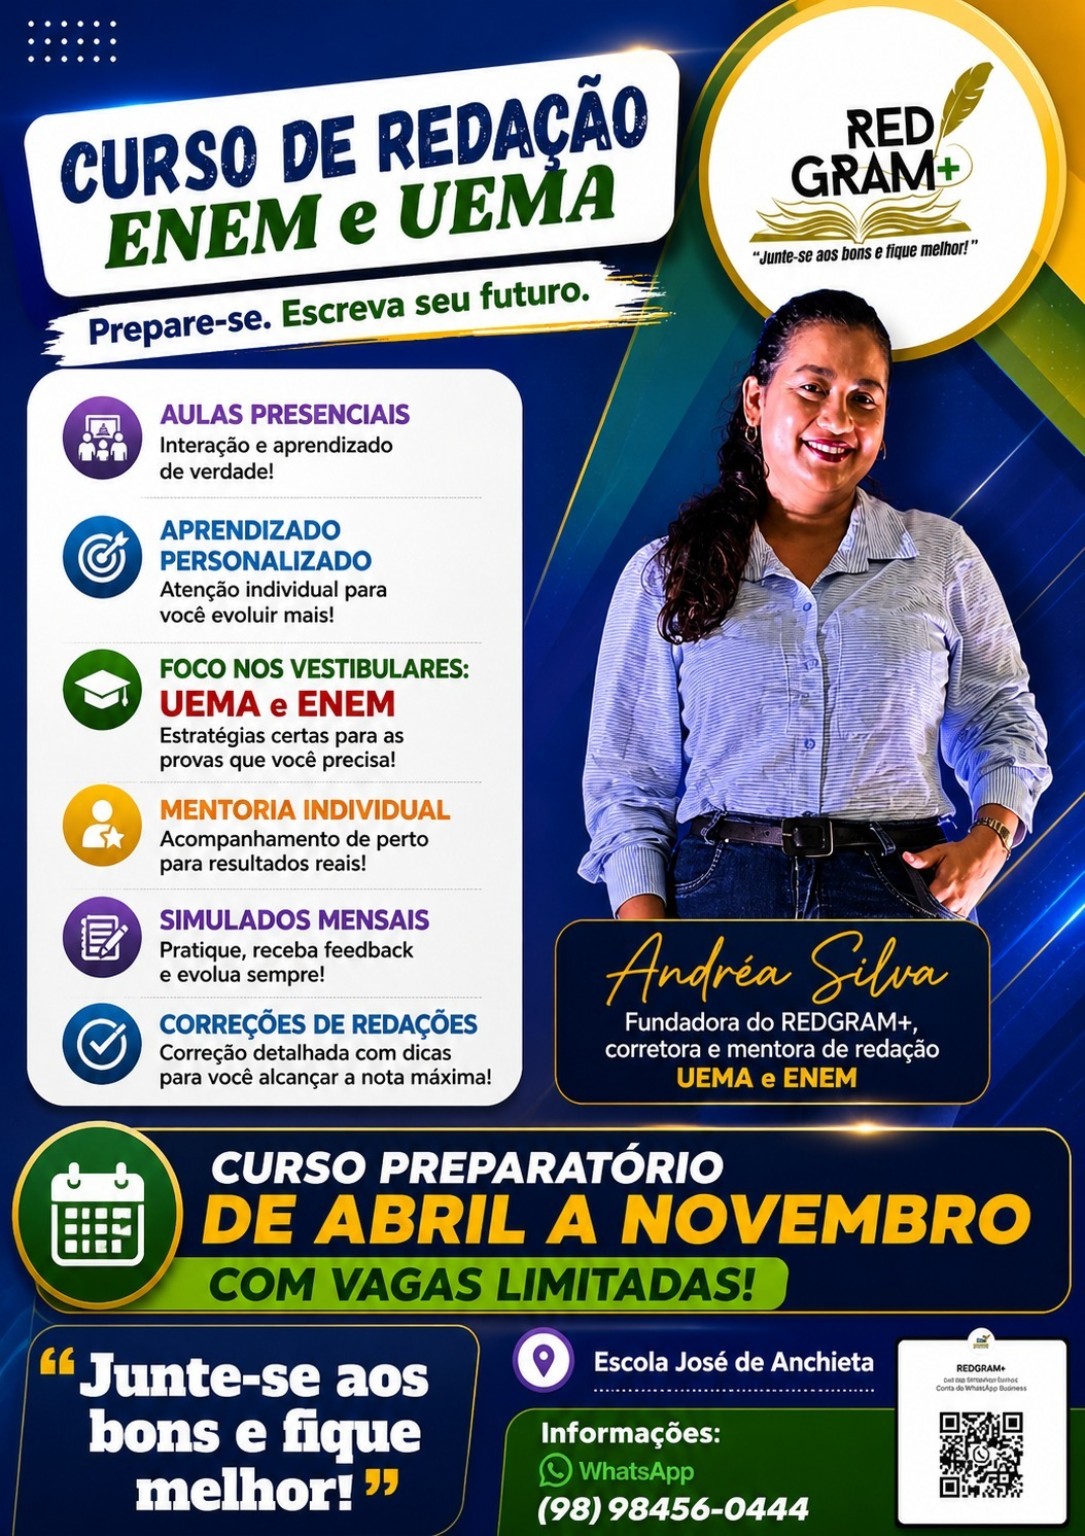 CURSO DE REDAÇÃO
ENEM e UEMA
Prepare-se. Escreva seu futuro.
RED
GRAM+
"Junte-se aos bons e fique melhor!"
AULAS PRESENCIAIS
Interação e aprendizado
de verdade!
APRENDIZADO
PERSONALIZADO
Atenção individual para
você evoluir mais!
FOCO NOS VESTIBULARES:
UEMA e ENEM
Estratégias certas para as
provas que você precisa!
MENTORIA INDIVIDUAL
Acompanhamento de perto
para resultados reais!
SIMULADOS MENSAIS
Pratique, receba feedback
e evolua sempre!
CORREÇÕES DE REDAÇÕES
Correção detalhada com dicas
para você alcançar a nota máxima!
Andréa Silva
Fundadora do REDGRAM+,
corretora e mentora de redação
UEMA e ENEM
CURSO PREPARATÓRIO
DE ABRIL A NOVEMBRO
COM VAGAS LIMITADAS!
"Junte-se aos
bons e fique
melhor!"
Escola José de Anchieta
Informações:
WhatsApp
(98) 98456-0444
REDGRAM+
Conta do WhatsApp Business